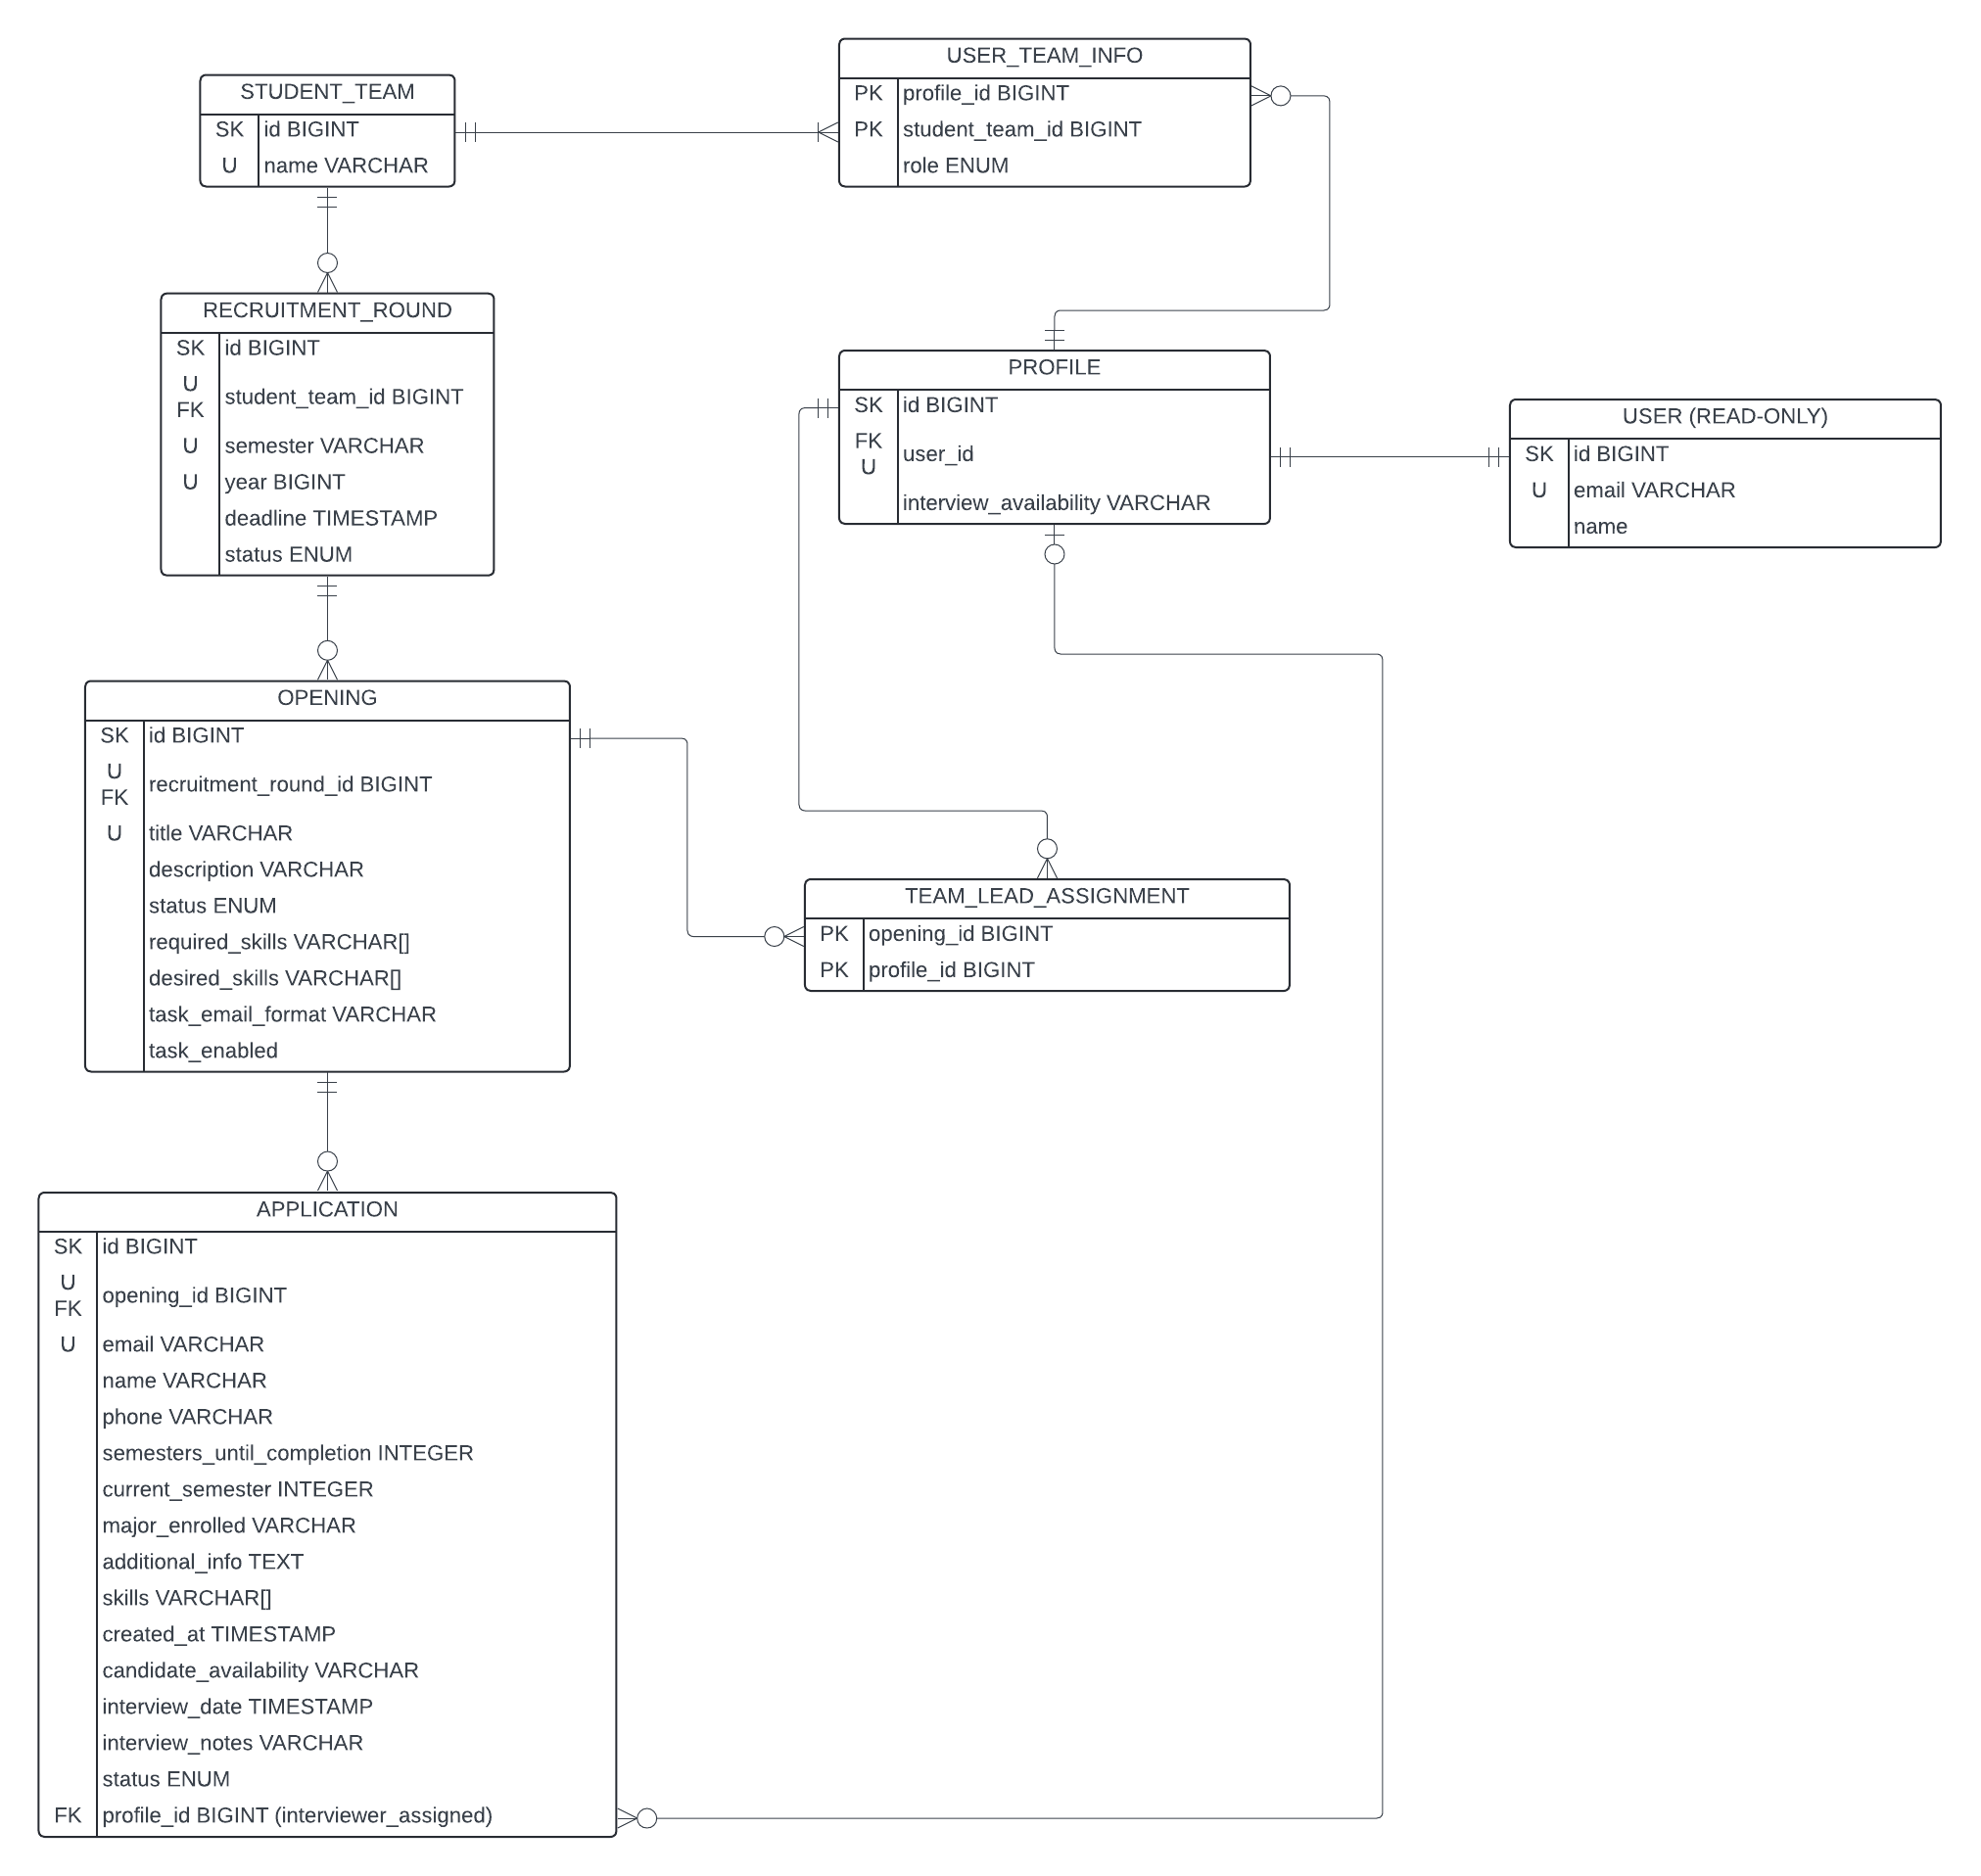 STUDENT_TEAM
SK id BIGINT
U name VARCHAR
USER_TEAM_INFO
PK profile_id BIGINT
PK student_team_id BIGINT
role ENUM
RECRUITMENT_ROUND
SK id BIGINT
U
FK
student_team_id BIGINT
U semester VARCHAR
U year BIGINT
deadline TIMESTAMP
status ENUM
PROFILE
SK id BIGINT
FK
U
user_id
interview_availability VARCHAR
USER (READ-ONLY)
SK id BIGINT
U email VARCHAR
name
OPENING
SK id BIGINT
U
FK
recruitment_round_id BIGINT
U title VARCHAR
description VARCHAR
status ENUM
required_skills VARCHAR[]
desired_skills VARCHAR[]
task_email_format VARCHAR
task_enabled
TEAM_LEAD_ASSIGNMENT
PK opening_id BIGINT
PK profile_id BIGINT
APPLICATION
SK id BIGINT
U
FK
opening_id BIGINT
U email VARCHAR
name VARCHAR
phone VARCHAR
semesters_until_completion INTEGER
current_semester INTEGER
major_enrolled VARCHAR
additional_info TEXT
skills VARCHAR[]
created_at TIMESTAMP
candidate_availability VARCHAR
interview_date TIMESTAMP
interview_notes VARCHAR
status ENUM
FK profile_id BIGINT (interviewer_assigned)